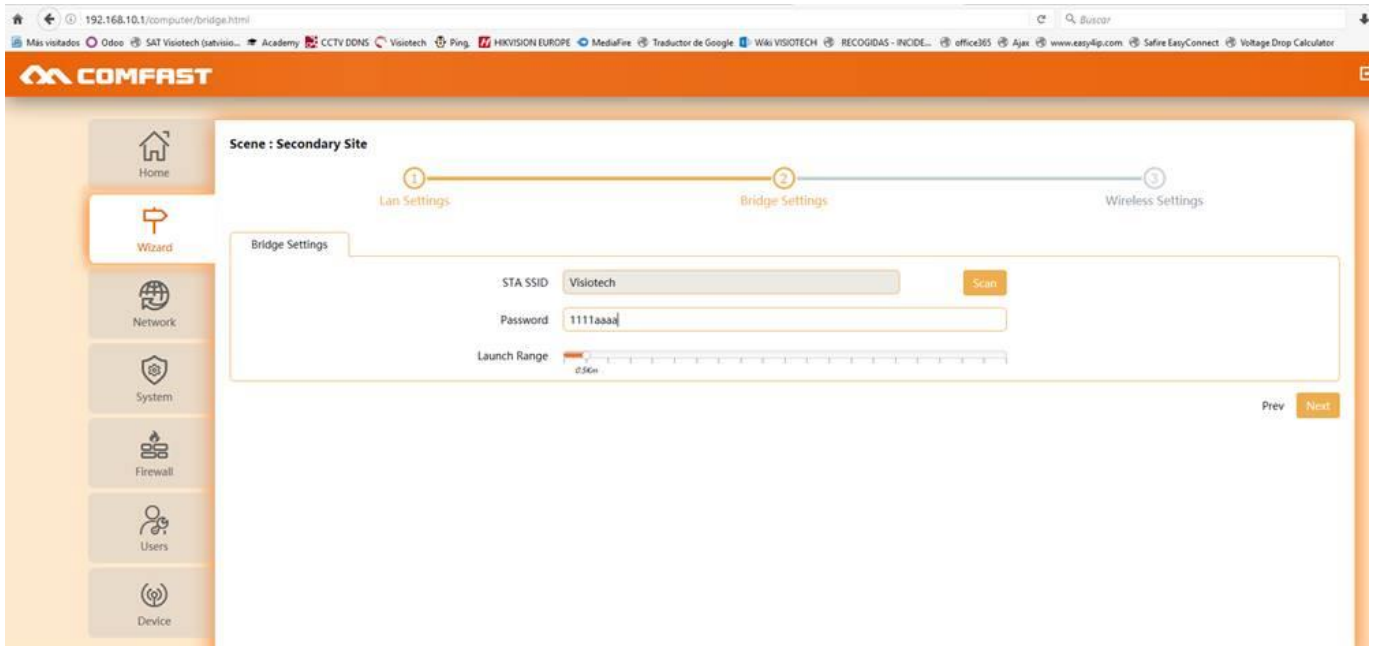 192.168.10.1/computer/bridge.html
Buscar
Más visitados Odoo SAT Visiotech (satvisio... Academy CCTV DDNS Visiotech Ping HIKVISION EUROPE MediaFire Traductor de Google Wiki VISIOTECH RECOGIDAS - INCIDE... office365 Ajax www.easy4ip.com Safire EasyConnect Voltage Drop Calculator
COMFAST
Home
Wizard
Network
System
Firewall
Users
Device
Scene : Secondary Site
1 2 3
Lan Settings Bridge Settings Wireless Settings
Bridge Settings
STA SSID Visiotech Scan
Password 1111aaaa
Launch Range
0.5Km
Prev Next